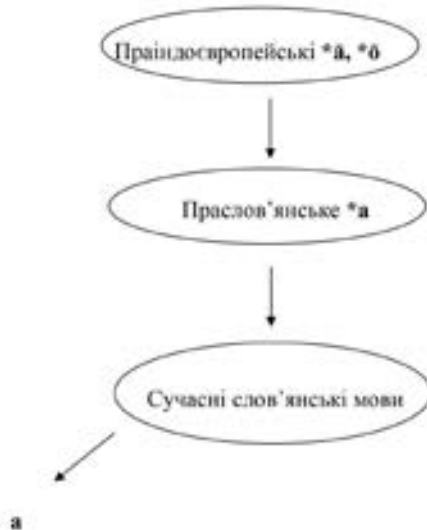 Праіндоєвропейські *ā, *ō
Праслов’янське *а
Сучасні слов’янські мови
а